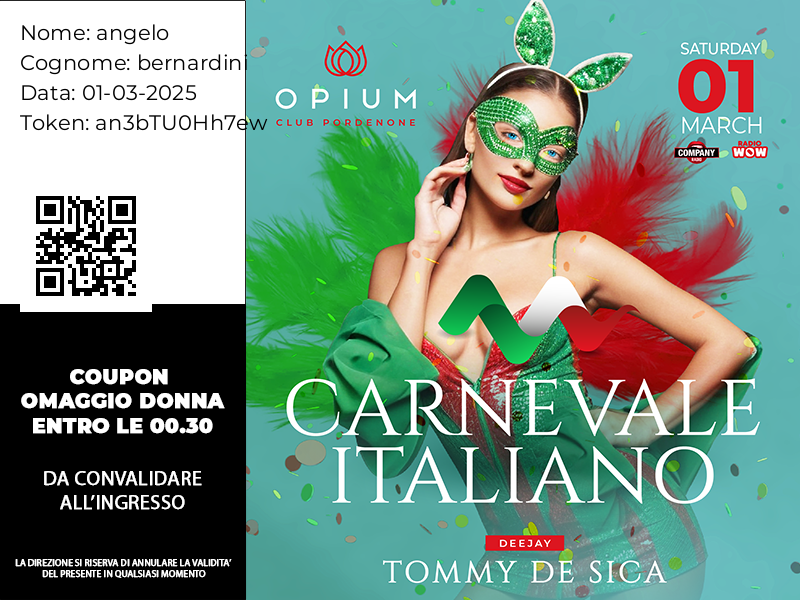 Nome: angelo
Cognome: bernardini
Data: 01-03-2025
Token: an3bTU0Hh7ew
COUPON
OMAGGIO DONNA
ENTRO LE 00.30
DA CONVALIDARE
ALL'INGRESSO
LA DIREZIONE SI RISERVA DI ANNULARE LA VALIDITA'
DEL PRESENTE IN QUALSIASI MOMENTO
OPIUM
CLUB PORDENONE
SATURDAY
01
MARCH
COMPANY
RADIO
RADIO
WOW
CARNEVALE
ITALIANO
DEEJAY
TOMMY DE SICA